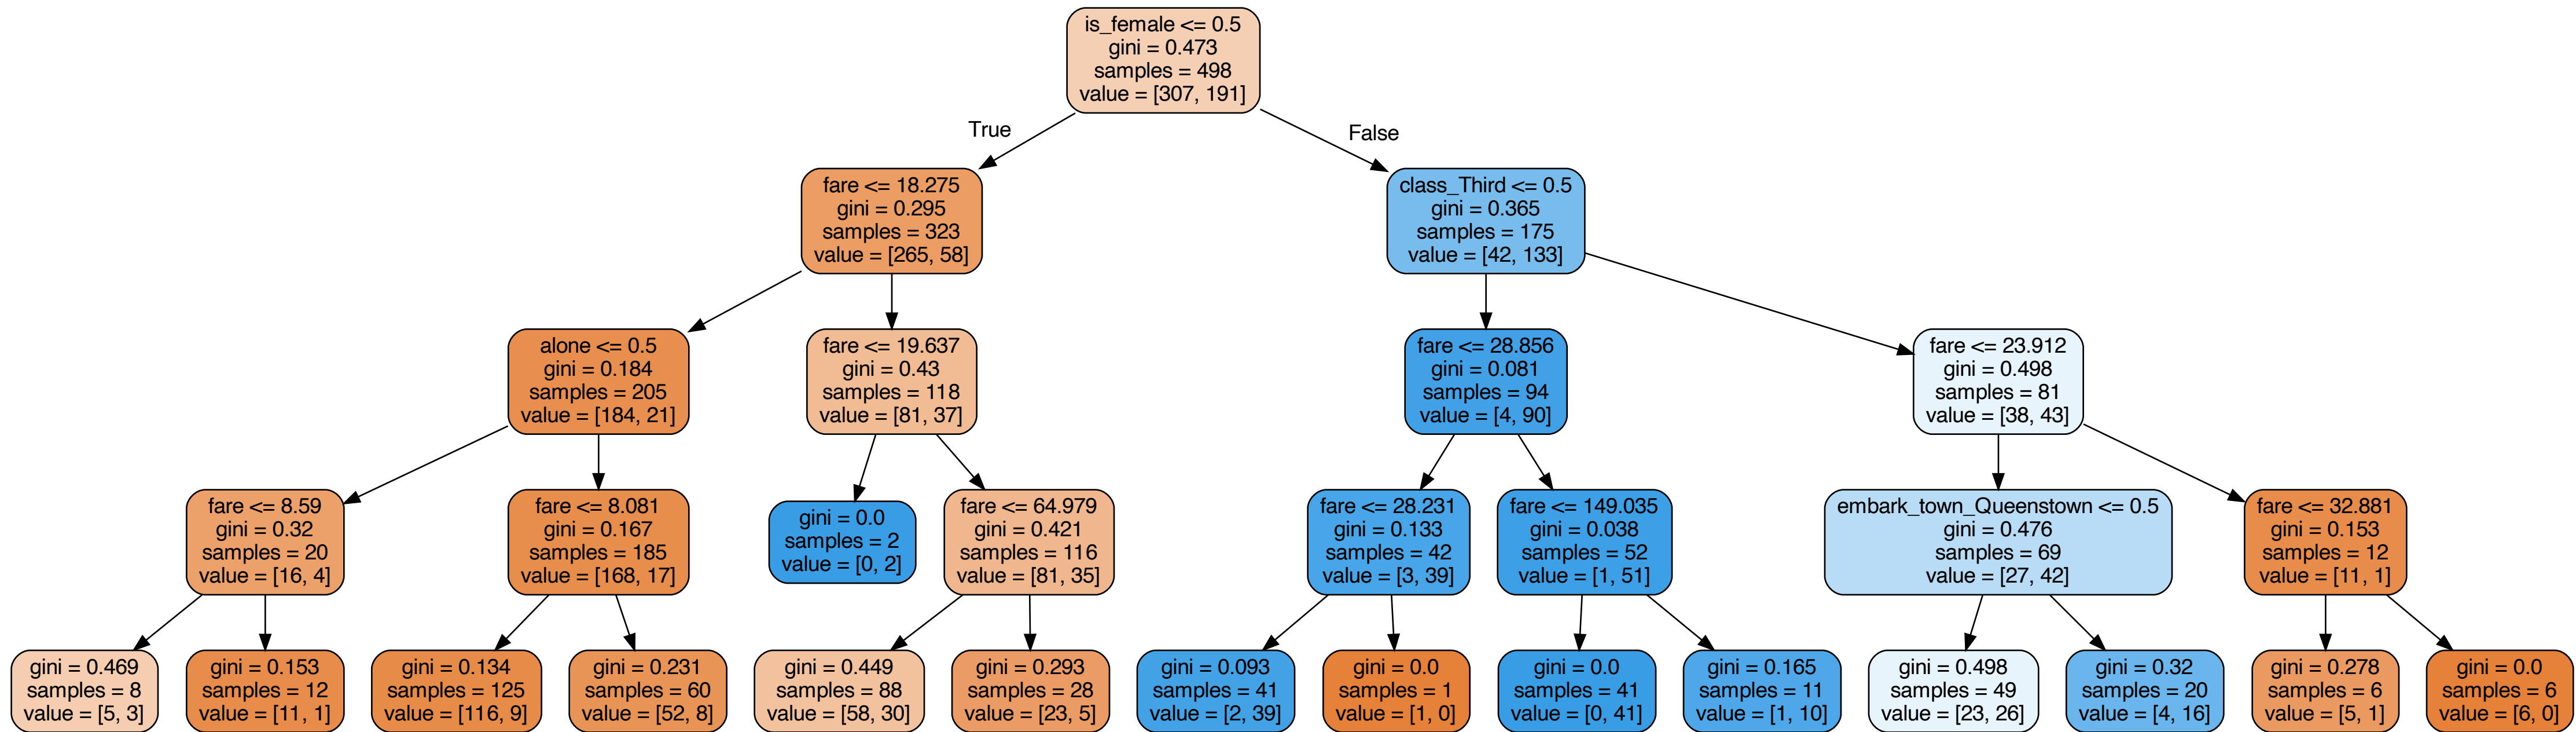 is_female <= 0.5
gini = 0.473
samples = 498
value = [307, 191]
True
False
fare <= 18.275
gini = 0.295
samples = 323
value = [265, 58]
class_Third <= 0.5
gini = 0.365
samples = 175
value = [42, 133]
alone <= 0.5
gini = 0.184
samples = 205
value = [184, 21]
fare <= 19.637
gini = 0.43
samples = 118
value = [81, 37]
fare <= 28.856
gini = 0.081
samples = 94
value = [4, 90]
fare <= 23.912
gini = 0.498
samples = 81
value = [38, 43]
fare <= 8.59
gini = 0.32
samples = 20
value = [16, 4]
fare <= 8.081
gini = 0.167
samples = 185
value = [168, 17]
gini = 0.0
samples = 2
value = [0, 2]
fare <= 64.979
gini = 0.421
samples = 116
value = [81, 35]
fare <= 28.231
gini = 0.133
samples = 42
value = [3, 39]
fare <= 149.035
gini = 0.038
samples = 52
value = [1, 51]
embark_town_Queenstown <= 0.5
gini = 0.476
samples = 69
value = [27, 42]
fare <= 32.881
gini = 0.153
samples = 12
value = [11, 1]
gini = 0.469
samples = 8
value = [5, 3]
gini = 0.153
samples = 12
value = [11, 1]
gini = 0.134
samples = 125
value = [116, 9]
gini = 0.231
samples = 60
value = [52, 8]
gini = 0.449
samples = 88
value = [58, 30]
gini = 0.293
samples = 28
value = [23, 5]
gini = 0.093
samples = 41
value = [2, 39]
gini = 0.0
samples = 1
value = [1, 0]
gini = 0.0
samples = 41
value = [0, 41]
gini = 0.165
samples = 11
value = [1, 10]
gini = 0.498
samples = 49
value = [23, 26]
gini = 0.32
samples = 20
value = [4, 16]
gini = 0.278
samples = 6
value = [5, 1]
gini = 0.0
samples = 6
value = [6, 0]